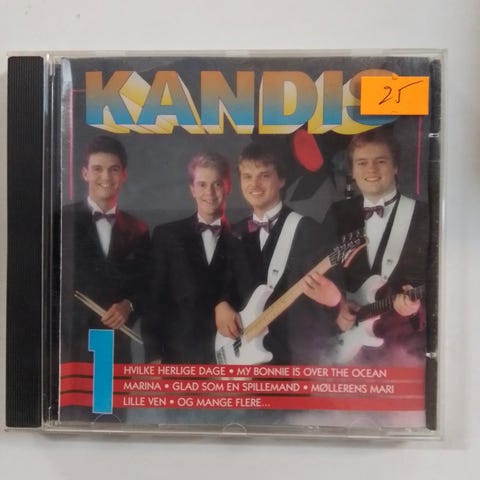 KANDIS
25
1
HVILKE HERLIGE DAGE • MY BONNIE IS OVER THE OCEAN
MARINA • GLAD SOM EN SPILLEMAND • MØLLERENS MARI
LILLE VEN • OG MANGE FLERE...